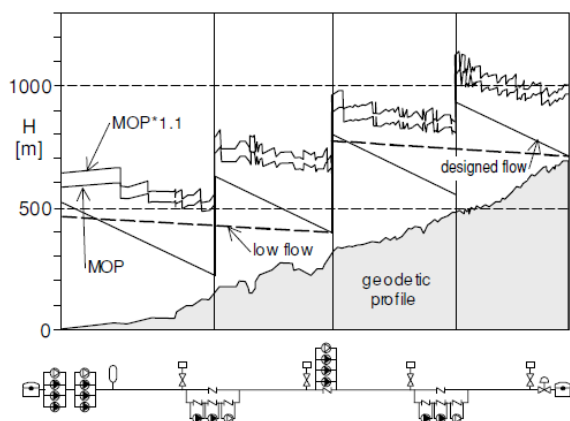 1000
H
[m]
MOP*1.1
designed flow
500
MOP
low flow
geodetic
profile
0